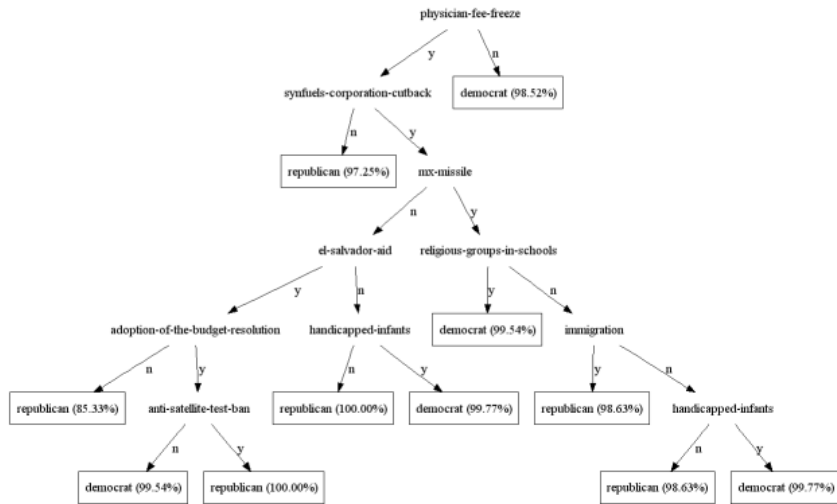 physician-fee-freeze
y n
synfuels-corporation-cutback democrat (98.52%)
n y
republican (97.25%) mx-missile
n y
el-salvador-aid religious-groups-in-schools
y n y n
adoption-of-the-budget-resolution handicapped-infants democrat (99.54%) immigration
n y n y y n
republican (85.33%) anti-satellite-test-ban republican (100.00%) democrat (99.77%) republican (98.63%) handicapped-infants
n y n y
democrat (99.54%) republican (100.00%) republican (98.63%) democrat (99.77%)